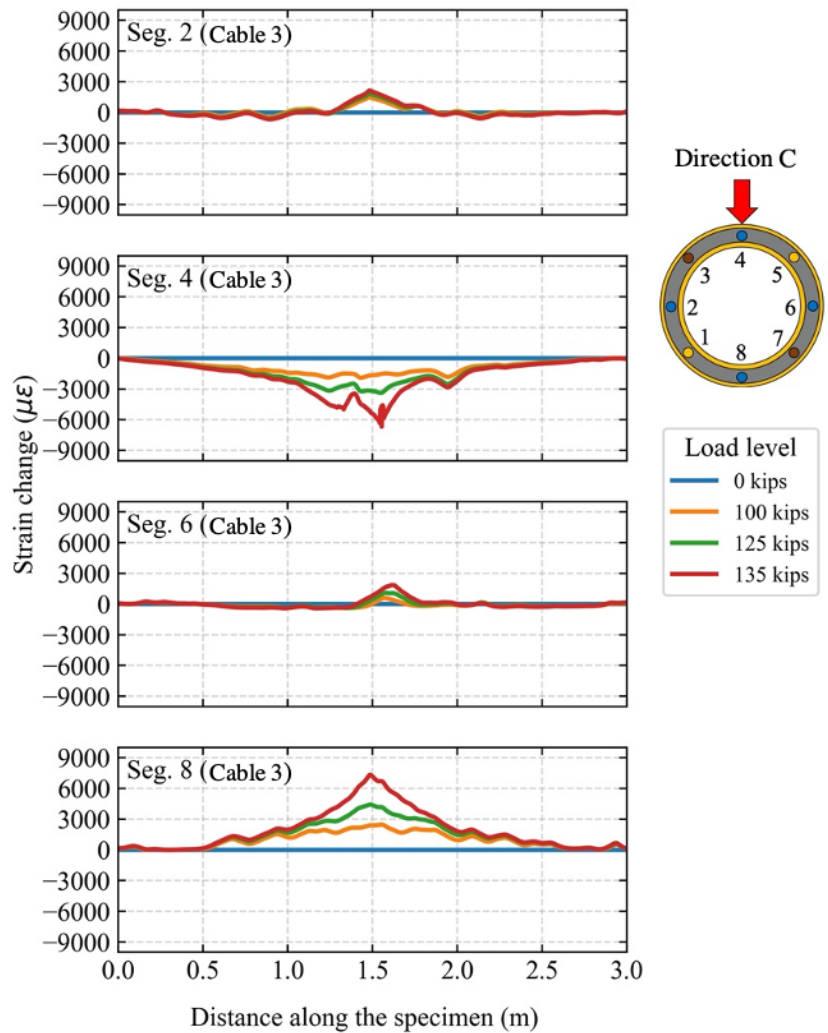 9000
6000
3000
0
−3000
−6000
−9000
Seg. 2 (Cable 3)
9000
6000
3000
0
−3000
−6000
−9000
Seg. 4 (Cable 3)
9000
6000
3000
0
−3000
−6000
−9000
Seg. 6 (Cable 3)
9000
6000
3000
0
−3000
−6000
−9000
Seg. 8 (Cable 3)
0.0 0.5 1.0 1.5 2.0 2.5 3.0
Distance along the specimen (m)
Strain change (με)
Direction C
4
3 5
2 6
1 7
8
Load level
0 kips
100 kips
125 kips
135 kips